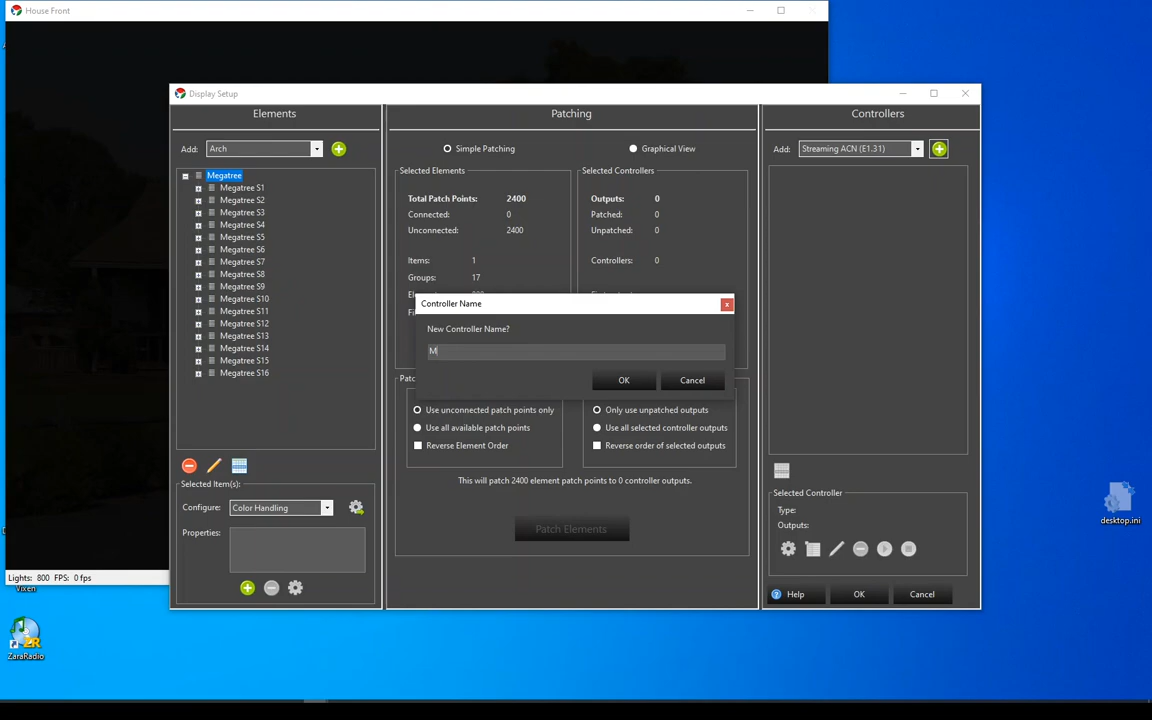 House Front
Display Setup
Elements
Patching
Controllers
Add:
Arch
Simple Patching
Graphical View
Add:
Streaming ACN (E1.31)
Megatree
Megatree S1
Megatree S2
Megatree S3
Megatree S4
Megatree S5
Megatree S6
Megatree S7
Megatree S8
Megatree S9
Megatree S10
Megatree S11
Megatree S12
Megatree S13
Megatree S14
Megatree S15
Megatree S16
Selected Elements
Total Patch Points: 2400
Connected: 0
Unconnected: 2400
Items: 1
Groups: 17
Selected Controllers
Outputs: 0
Patched: 0
Unpatched: 0
Controllers: 0
Controller Name
x
New Controller Name?
M
OK
Cancel
Use unconnected patch points only
Use all available patch points
Reverse Element Order
Only use unpatched outputs
Use all selected controller outputs
Reverse order of selected outputs
This will patch 2400 element patch points to 0 controller outputs.
Patch Elements
Selected Item(s):
Configure: Color Handling
Properties:
Selected Controller
Type:
Outputs:
Help
OK
Cancel
Lights: 800 FPS: 0 fps
Vixen
ZaraRadio
desktop.ini